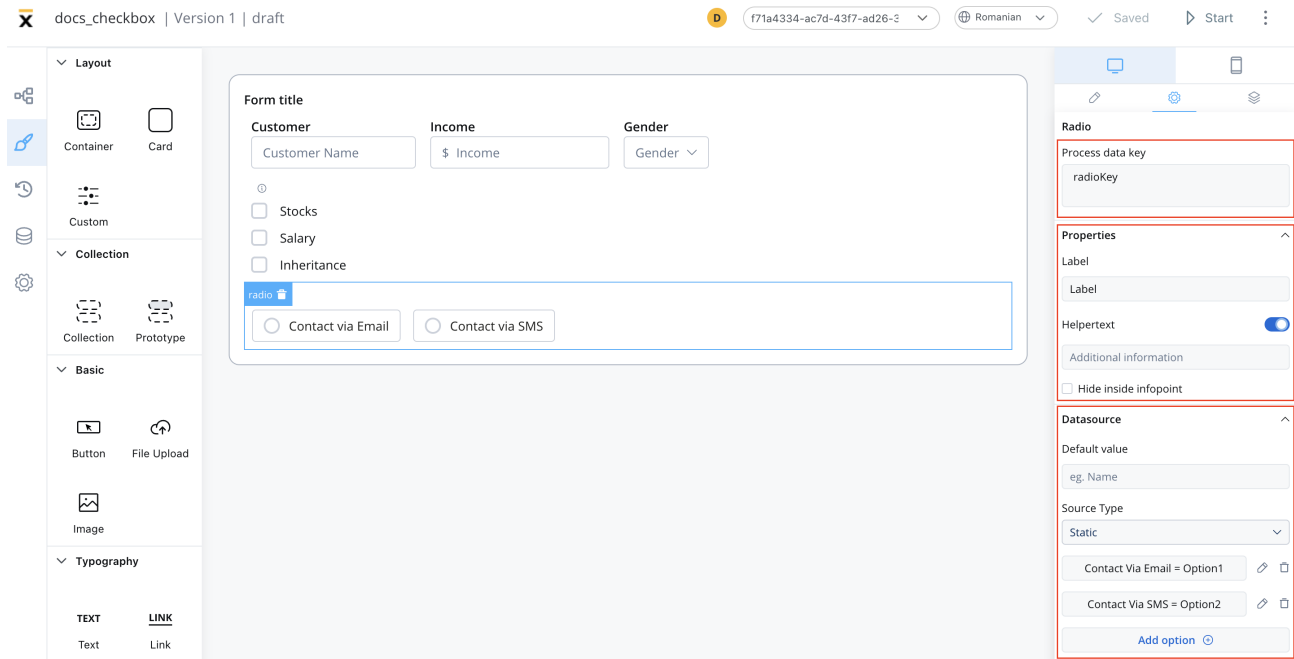 docs_checkbox | Version 1 | draft
D
f71a4334-ac7d-43f7-ad26-
Romanian
Saved
Start
Layout
Container
Card
Custom
Collection
Collection
Prototype
Basic
Button
File Upload
Image
Typography
TEXT
LINK
Text
Link
Form title
Customer
Income
Gender
Customer Name
$ Income
Gender
Stocks
Salary
Inheritance
radio
Contact via Email
Contact via SMS
Radio
Process data key
radioKey
Properties
Label
Label
Helpertext
Additional information
Hide inside infopoint
Datasource
Default value
eg. Name
Source Type
Static
Contact Via Email = Option1
Contact Via SMS = Option2
Add option